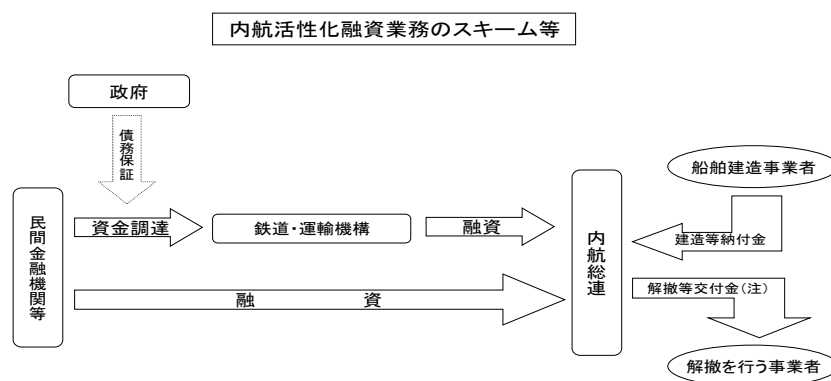 内航活性化融資業務のスキーム等
政府
債務保証
船舶建造事業者
民間金融機関等
資金調達
鉄道・運輸機構
融資
内航総連
建造等納付金
融 資
解撤等交付金(注)
解撤を行う事業者